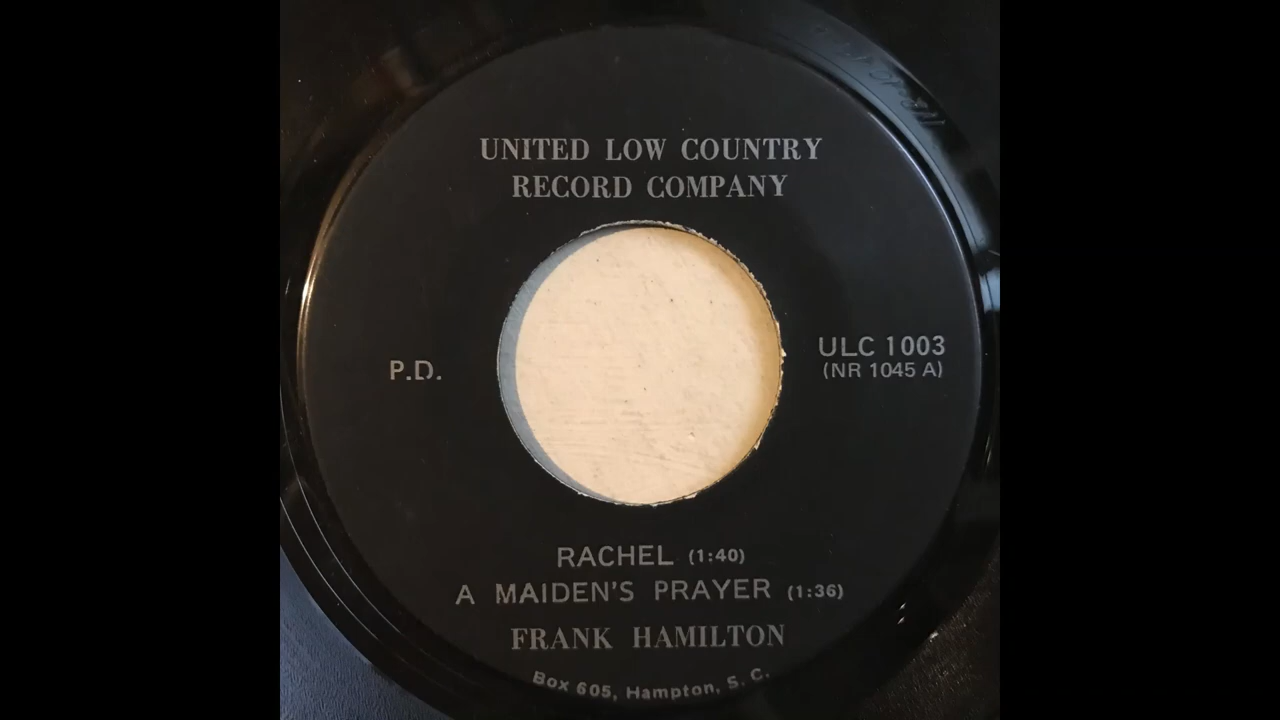 UNITED LOW COUNTRY
RECORD COMPANY
P.D.
ULC 1003
(NR 1045 A)
RACHEL (1:40)
A MAIDEN'S PRAYER (1:36)
FRANK HAMILTON
Box 605, Hampton, S. C.